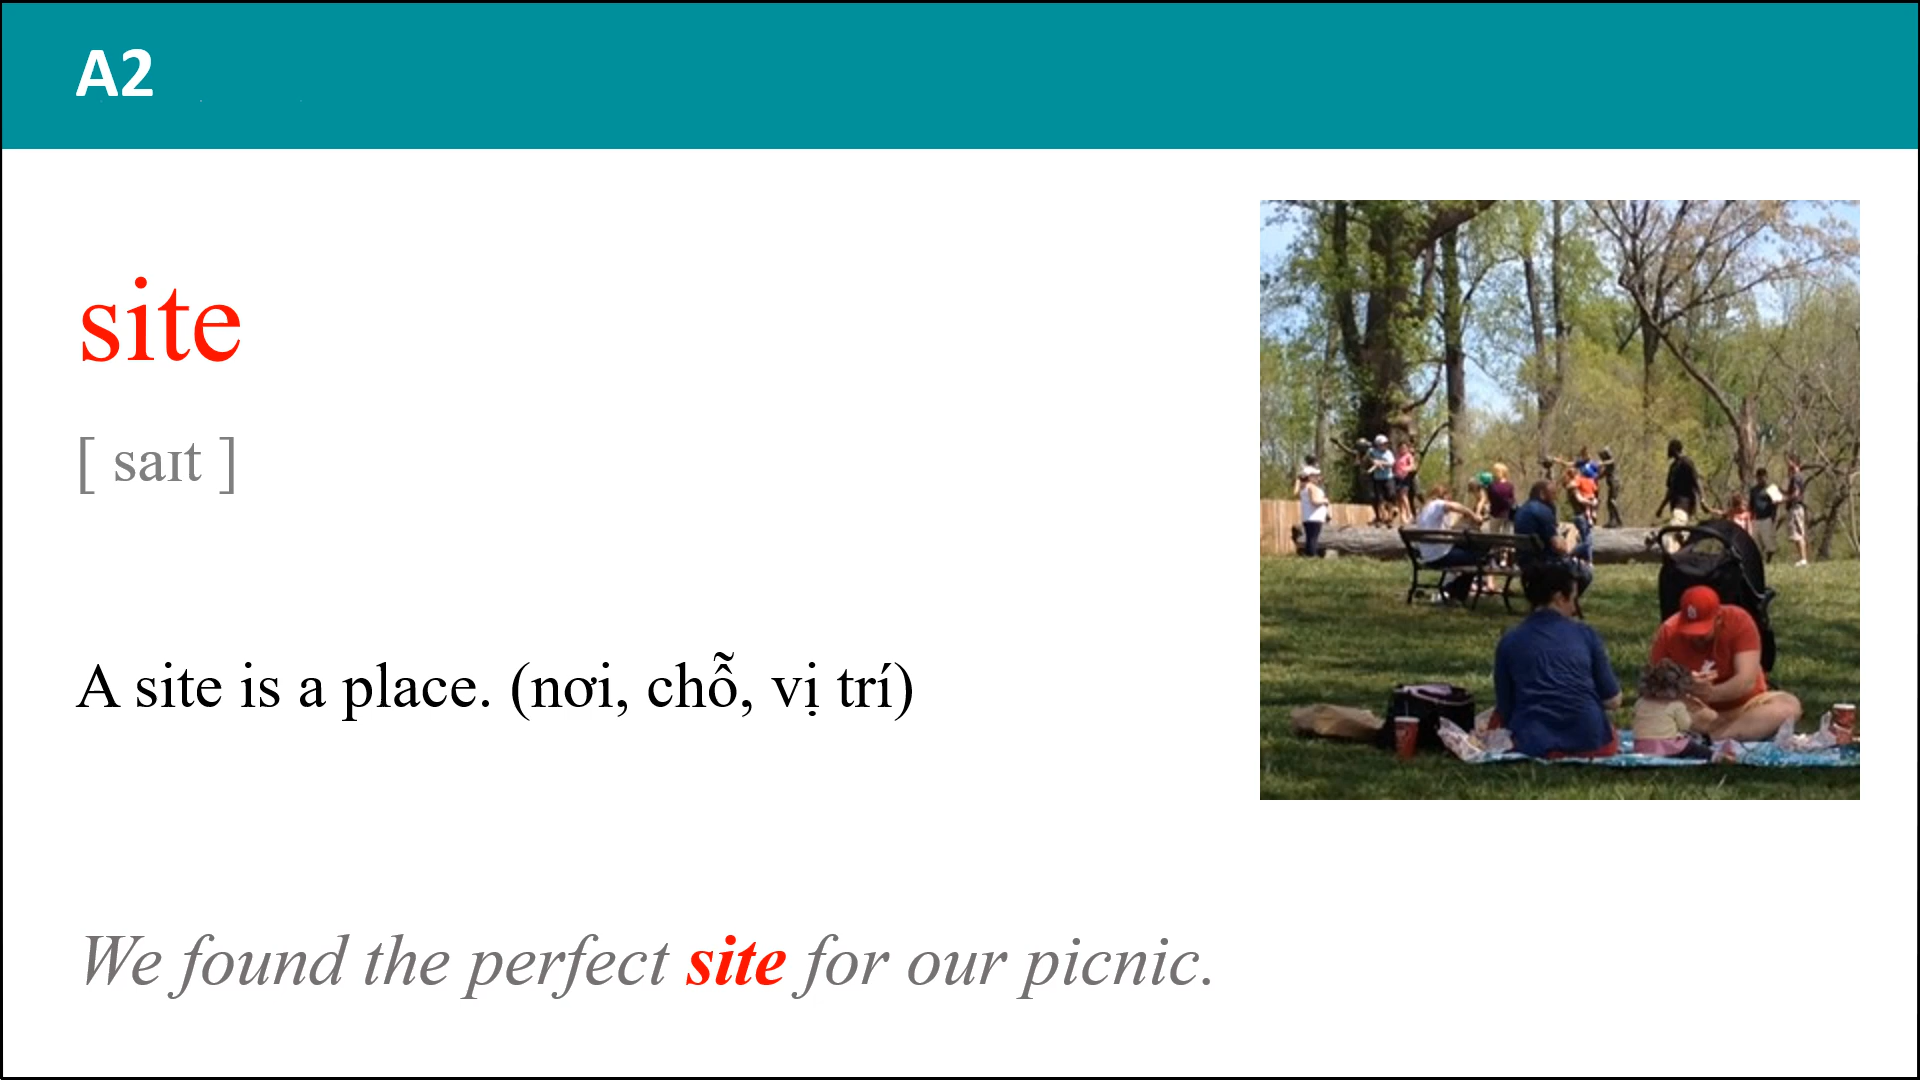 A2
site
[ saɪt ]
A site is a place. (nơi, chỗ, vị trí)
We found the perfect site for our picnic.